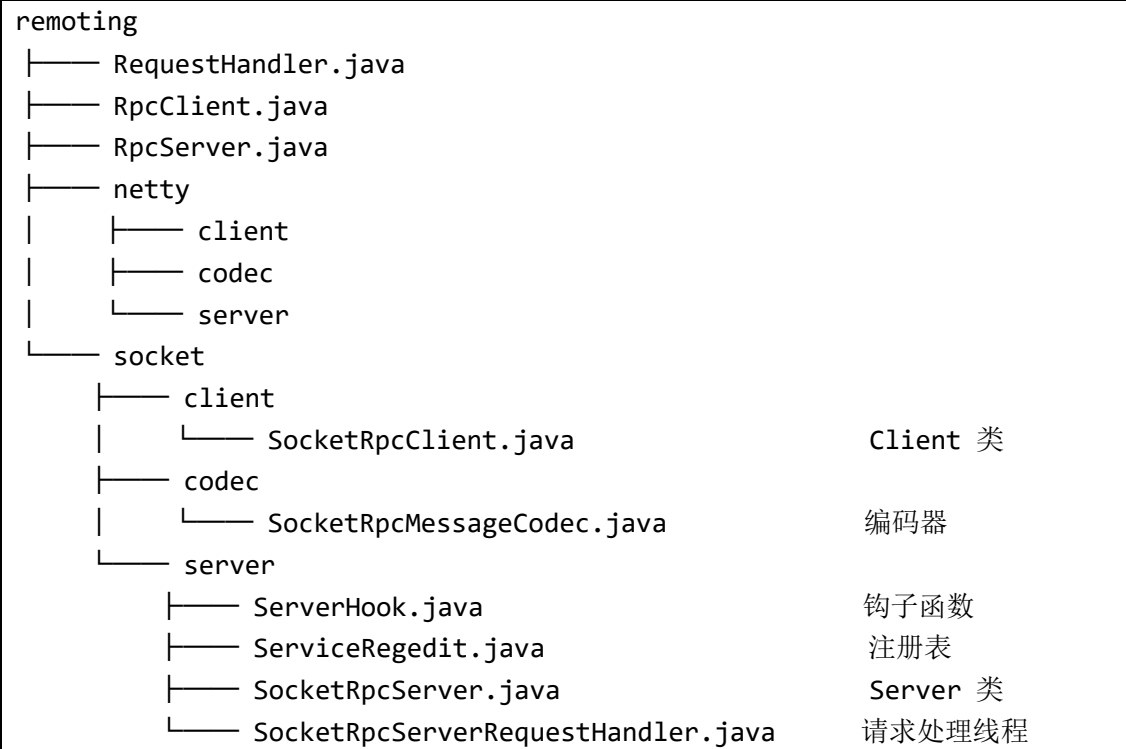 remoting
├── RequestHandler.java
├── RpcClient.java
├── RpcServer.java
├── netty
│   ├── client
│   ├── codec
│   └── server
└── socket
    ├── client
    │   └── SocketRpcClient.java Client 类
    ├── codec
    │   └── SocketRpcMessageCodec.java 编码器
    └── server
        ├── ServerHook.java 钩子函数
        ├── ServiceRegedit.java 注册表
        ├── SocketRpcServer.java Server 类
        └── SocketRpcServerRequestHandler.java 请求处理线程